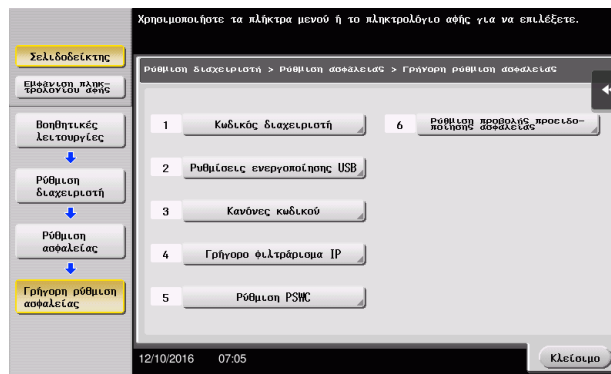 Χρησιμοποιήστε τα πλήκτρα μενού ή το πληκτρολόγιο αφής για να επιλέξετε.
Σελιδοδείκτης
Εμφάνιση πληκ-
τρολογίου αφής
Ρύθμιση διαχειριστή > Ρύθμιση ασφαλείας > Γρήγορη ρύθμιση ασφαλείας
Βοηθητικές
λειτουργίες
Ρύθμιση
διαχειριστή
Ρύθμιση
ασφαλείας
Γρήγορη ρύθμιση
ασφαλείας
1 Κωδικός διαχειριστή
2 Ρυθμίσεις ενεργοποίησης USB
3 Κανόνες κωδικού
4 Γρήγορο φιλτράρισμα IP
5 Ρύθμιση PSWC
6 Ρύθμιση προβολής προειδο-
ποίησης ασφαλείας
12/10/2016 07:05
Κλείσιμο